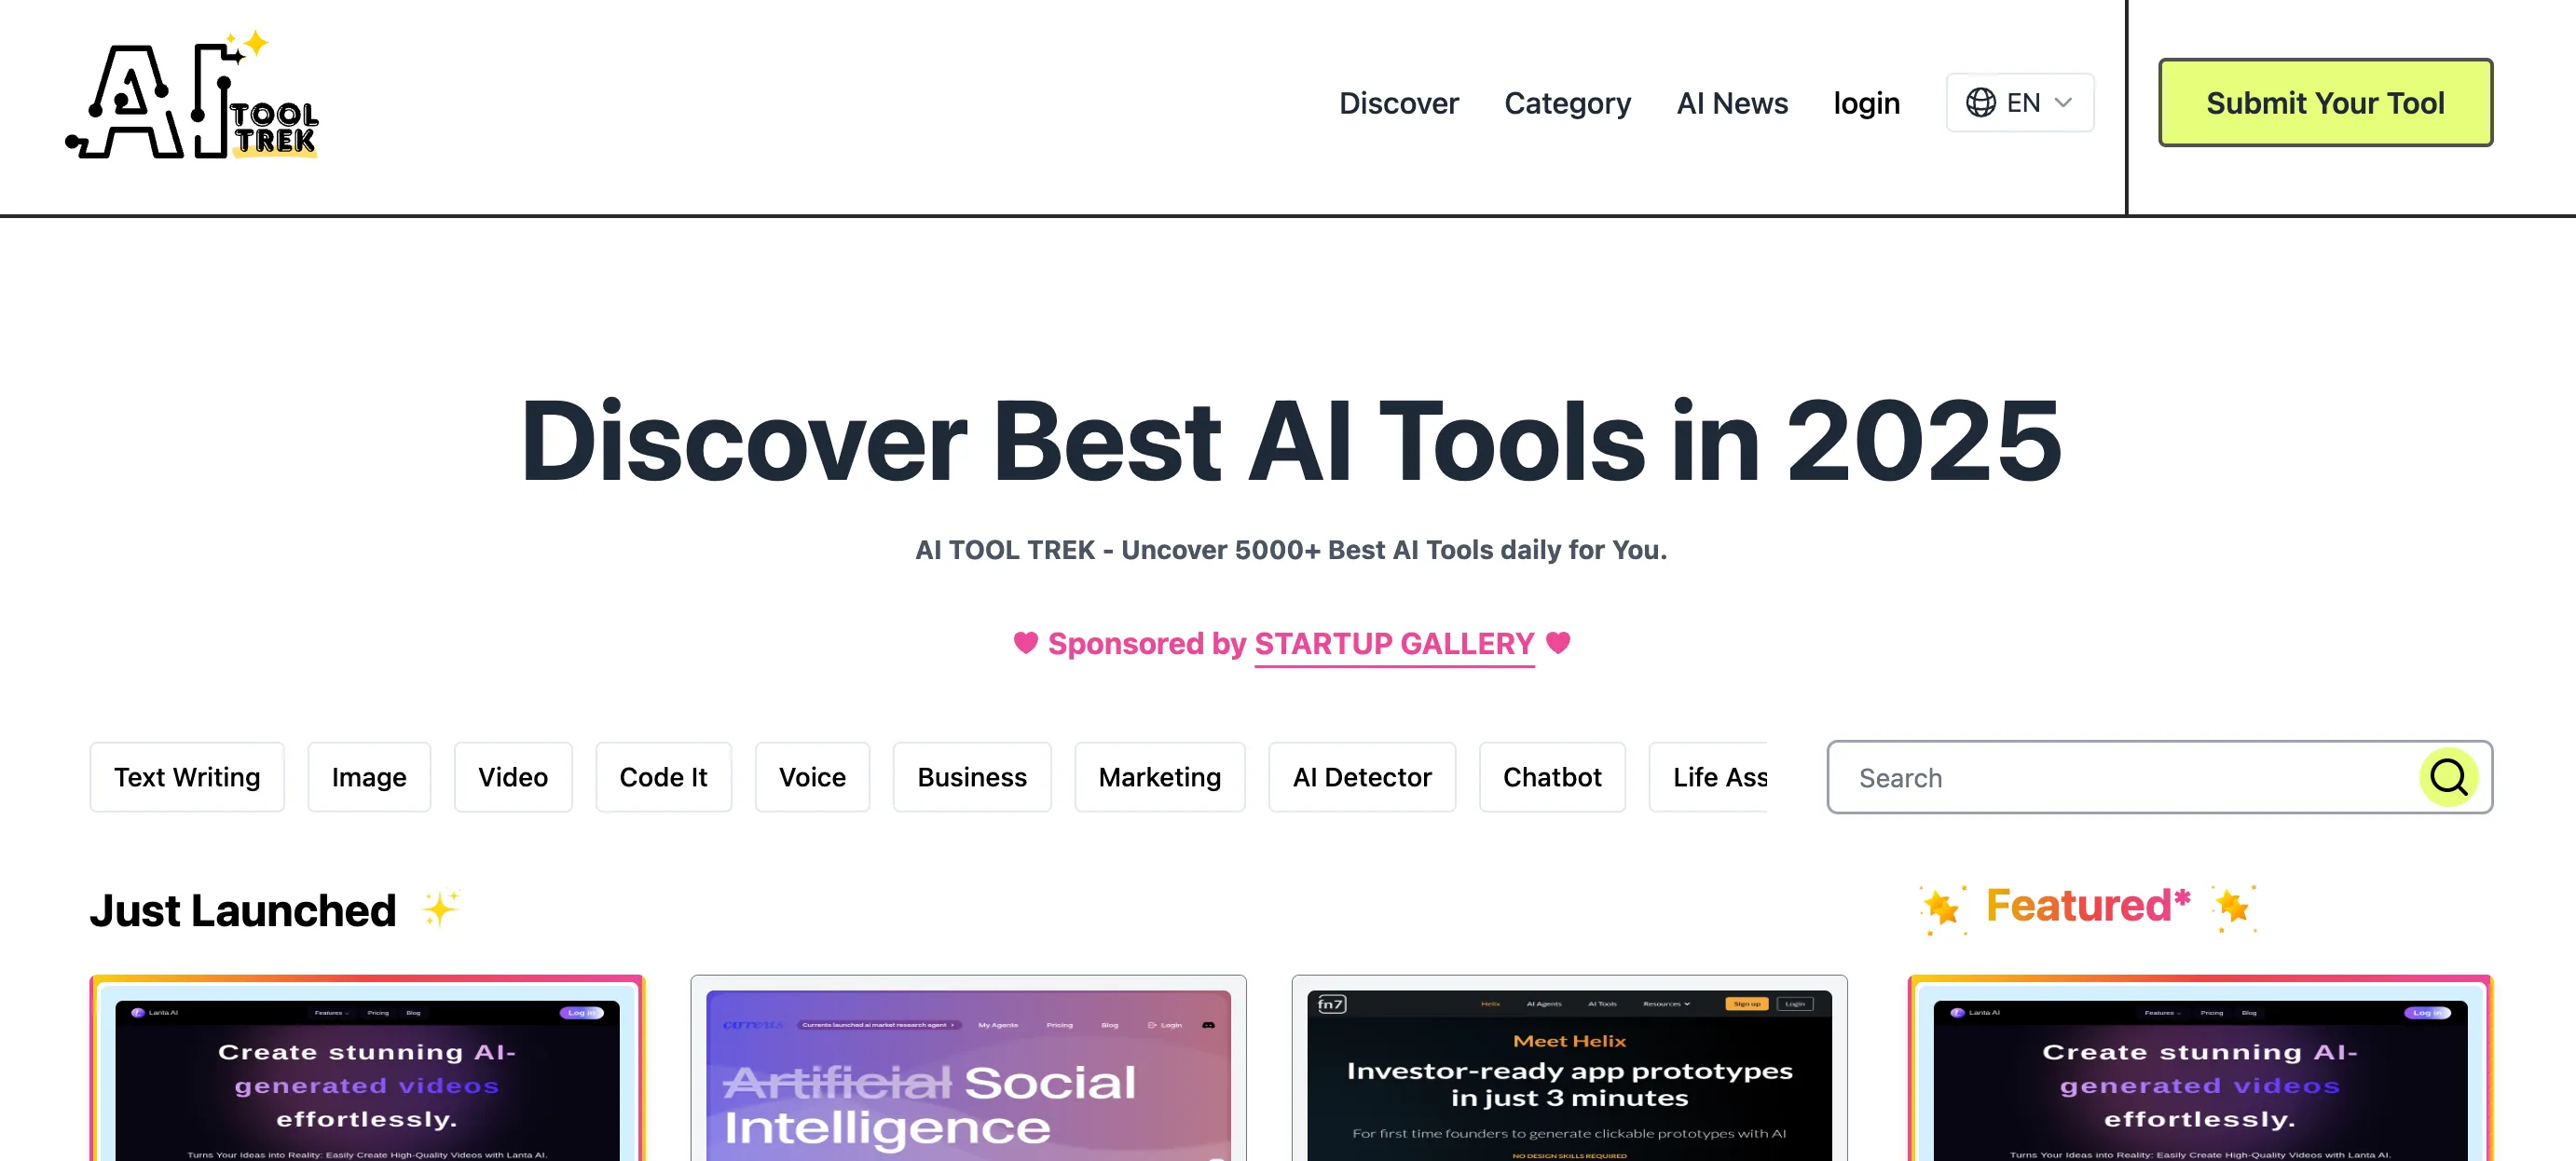 AI TOOL TREK
Discover
Category
AI News
login
EN
Submit Your Tool
Discover Best AI Tools in 2025
AI TOOL TREK - Uncover 5000+ Best AI Tools daily for You.
Sponsored by STARTUP GALLERY
Text Writing
Image
Video
Code It
Voice
Business
Marketing
AI Detector
Chatbot
Life Ass
Search
Just Launched
Featured*
Lanta AI
Features
Pricing
Blog
Log in
Create stunning AI-
generated videos
effortlessly.
Turns Your Ideas into Reality: Easily Create High-Quality Videos with Lanta AI.
currents
Currents launched ai market research agent
My Agents
Pricing
Blog
Login
Artificial Social
Intelligence
fn7
Helix
AI Agents
AI Tools
Resources
Sign up
Login
Meet Helix
Investor-ready app prototypes
in just 3 minutes
For first time founders to generate clickable prototypes with AI
NO DESIGN SKILLS REQUIRED
Lanta AI
Features
Pricing
Blog
Log in
Create stunning AI-
generated videos
effortlessly.
Turns Your Ideas into Reality: Easily Create High-Quality Videos with Lanta AI.